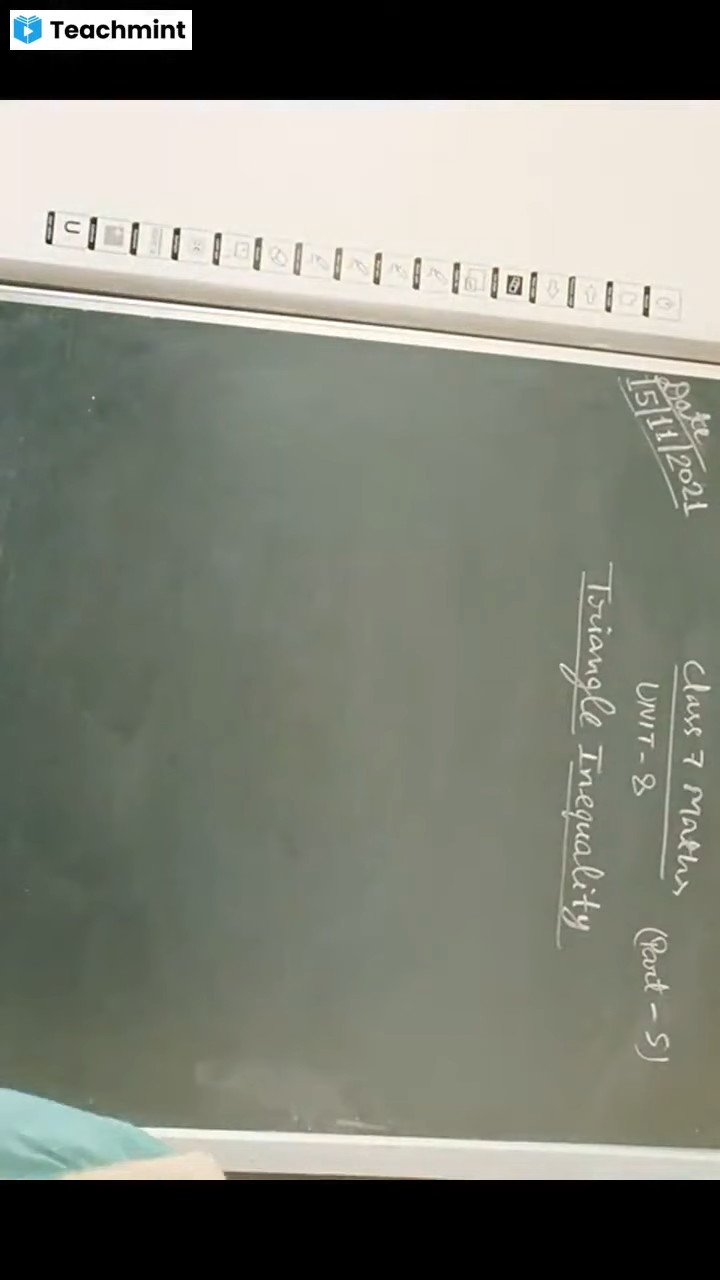 Teachmint
Date
15/11/2021
Class 7 Maths
UNIT-8 (Part-5)
Triangle Inequality
U